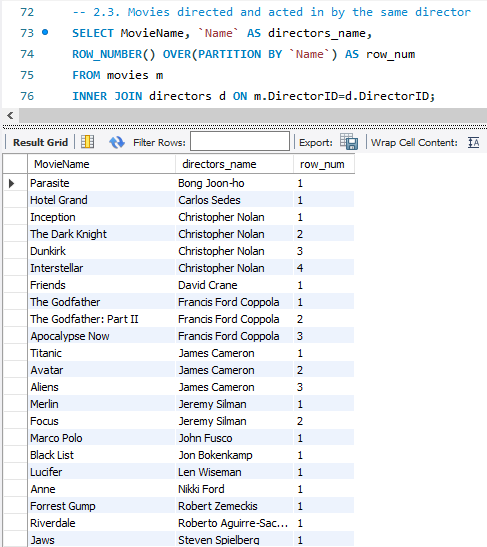 72 -- 2.3. Movies directed and acted in by the same director
73 SELECT MovieName, `Name` AS directors_name,
74 ROW_NUMBER() OVER(PARTITION BY `Name`) AS row_num
75 FROM movies m
76 INNER JOIN directors d ON m.DirectorID=d.DirectorID;
Result Grid Filter Rows: Export: Wrap Cell Content:
MovieName directors_name row_num
Parasite Bong Joon-ho 1
Hotel Grand Carlos Sedes 1
Inception Christopher Nolan 1
The Dark Knight Christopher Nolan 2
Dunkirk Christopher Nolan 3
Interstellar Christopher Nolan 4
Friends David Crane 1
The Godfather Francis Ford Coppola 1
The Godfather: Part II Francis Ford Coppola 2
Apocalypse Now Francis Ford Coppola 3
Titanic James Cameron 1
Avatar James Cameron 2
Aliens James Cameron 3
Merlin Jeremy Silman 1
Focus Jeremy Silman 2
Marco Polo John Fusco 1
Black List Jon Bokenkamp 1
Lucifer Len Wiseman 1
Anne Nikki Ford 1
Forrest Gump Robert Zemeckis 1
Riverdale Roberto Aguirre-Sac... 1
Jaws Steven Spielberg 1